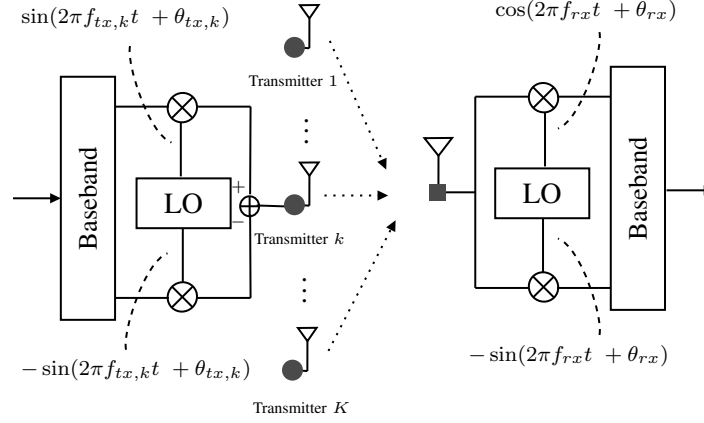 sin(2πf_{tx,k}t + θ_{tx,k})
cos(2πf_{rx}t + θ_{rx})
Transmitter 1
Baseband
LO
+
−
Transmitter k
LO
Baseband
− sin(2πf_{tx,k}t + θ_{tx,k})
− sin(2πf_{rx}t + θ_{rx})
Transmitter K